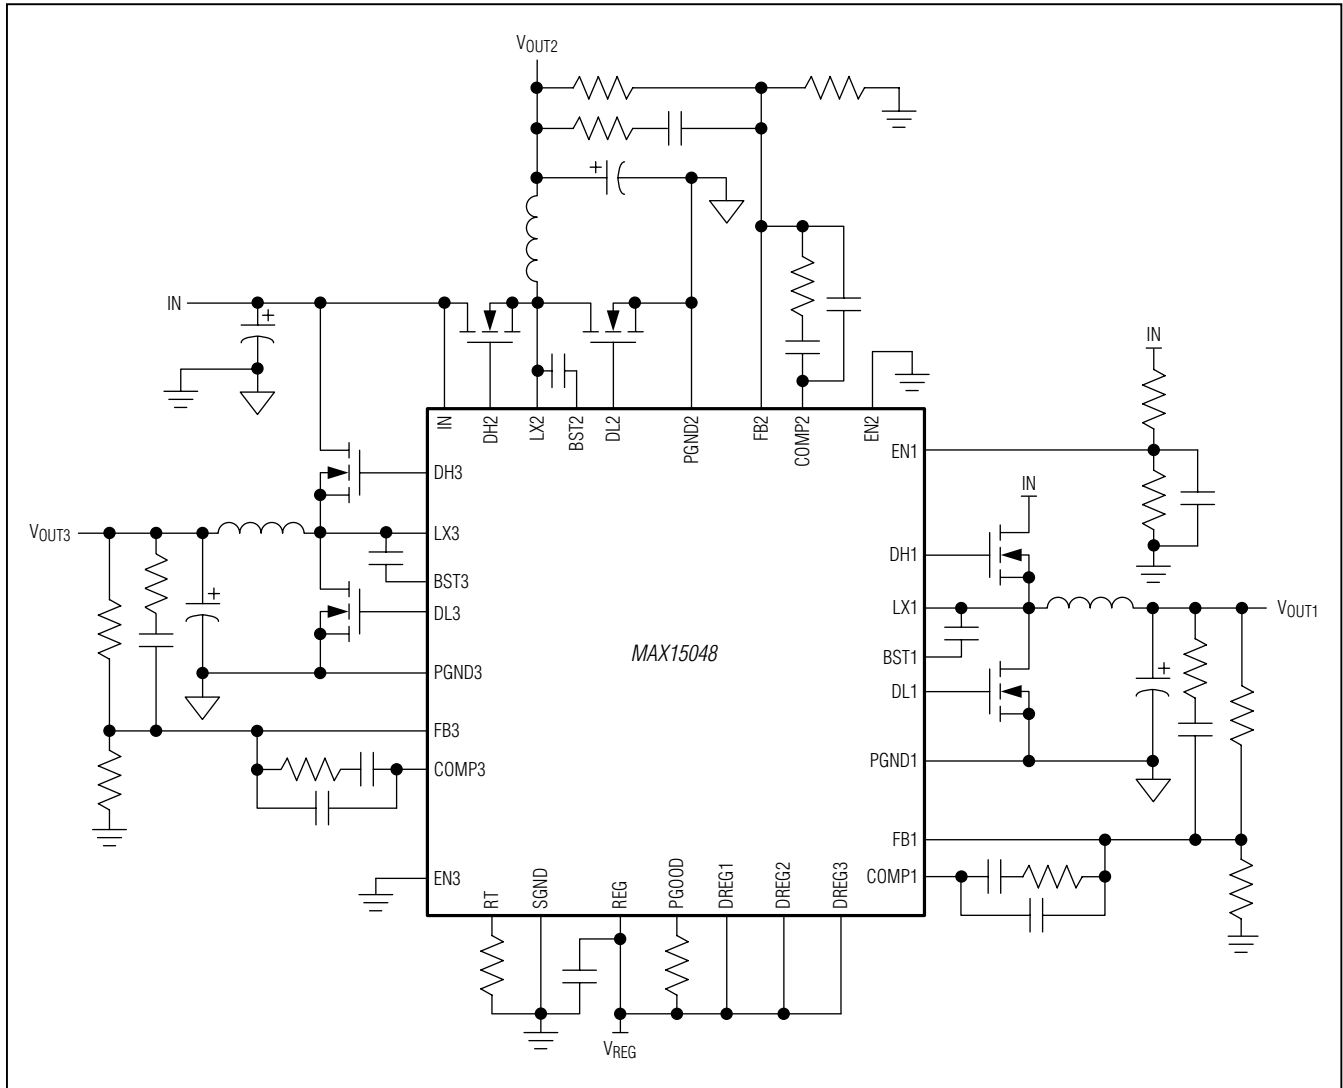 VOUT2
+
IN
+
IN
IN
DH2
LX2
BST2
DL2
PGND2
FB2
COMP2
EN2
EN1
DH3
IN
VOUT3
LX3
DH1
BST3
+
DL3
LX1
VOUT1
MAX15048
BST1
PGND3
+
DL1
FB3
PGND1
COMP3
FB1
EN3
COMP1
RT
SGND
REG
PGOOD
DREG1
DREG2
DREG3
VREG